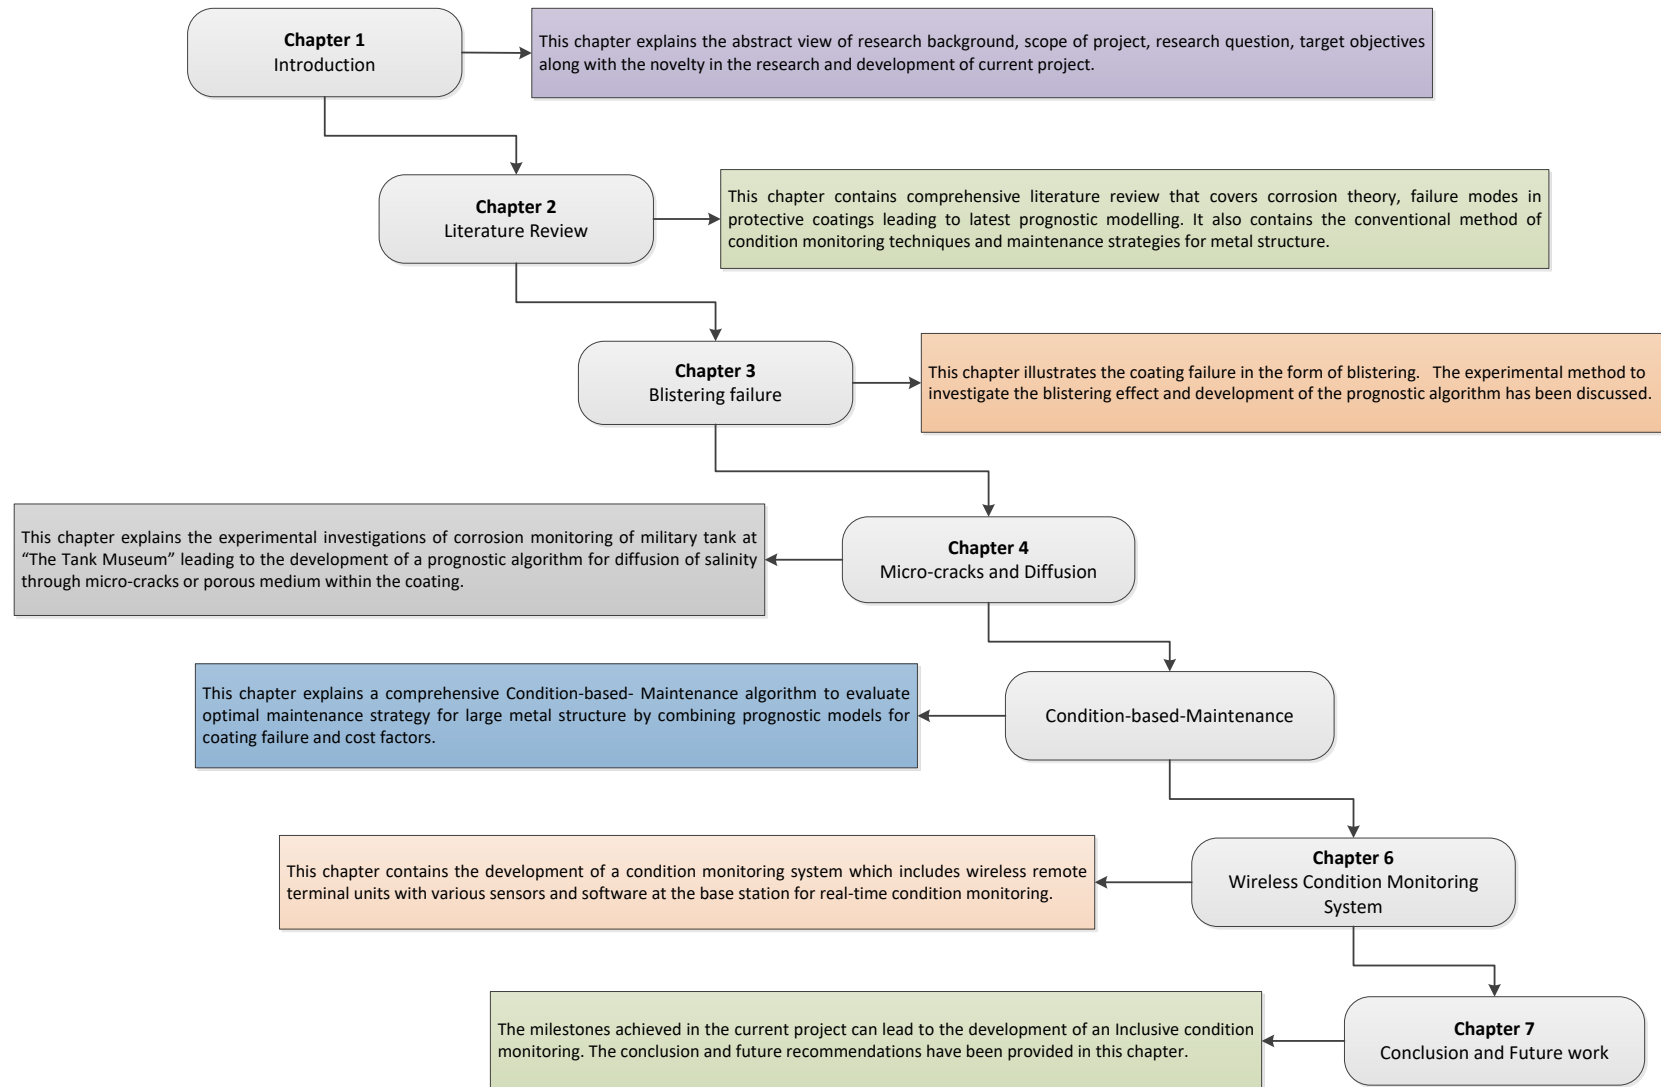 Chapter 1
Introduction
This chapter explains the abstract view of research background, scope of project, research question, target objectives
along with the novelty in the research and development of current project.
Chapter 2
Literature Review
This chapter contains comprehensive literature review that covers corrosion theory, failure modes in
protective coatings leading to latest prognostic modelling. It also contains the conventional method of
condition monitoring techniques and maintenance strategies for metal structure.
Chapter 3
Blistering failure
This chapter illustrates the coating failure in the form of blistering. The experimental method to
investigate the blistering effect and development of the prognostic algorithm has been discussed.
Chapter 4
Micro-cracks and Diffusion
This chapter explains the experimental investigations of corrosion monitoring of military tank at
“The Tank Museum” leading to the development of a prognostic algorithm for diffusion of salinity
through micro-cracks or porous medium within the coating.
Condition-based-Maintenance
This chapter explains a comprehensive Condition-based- Maintenance algorithm to evaluate
optimal maintenance strategy for large metal structure by combining prognostic models for
coating failure and cost factors.
Chapter 6
Wireless Condition Monitoring
System
This chapter contains the development of a condition monitoring system which includes wireless remote
terminal units with various sensors and software at the base station for real-time condition monitoring.
Chapter 7
Conclusion and Future work
The milestones achieved in the current project can lead to the development of an Inclusive condition
monitoring. The conclusion and future recommendations have been provided in this chapter.